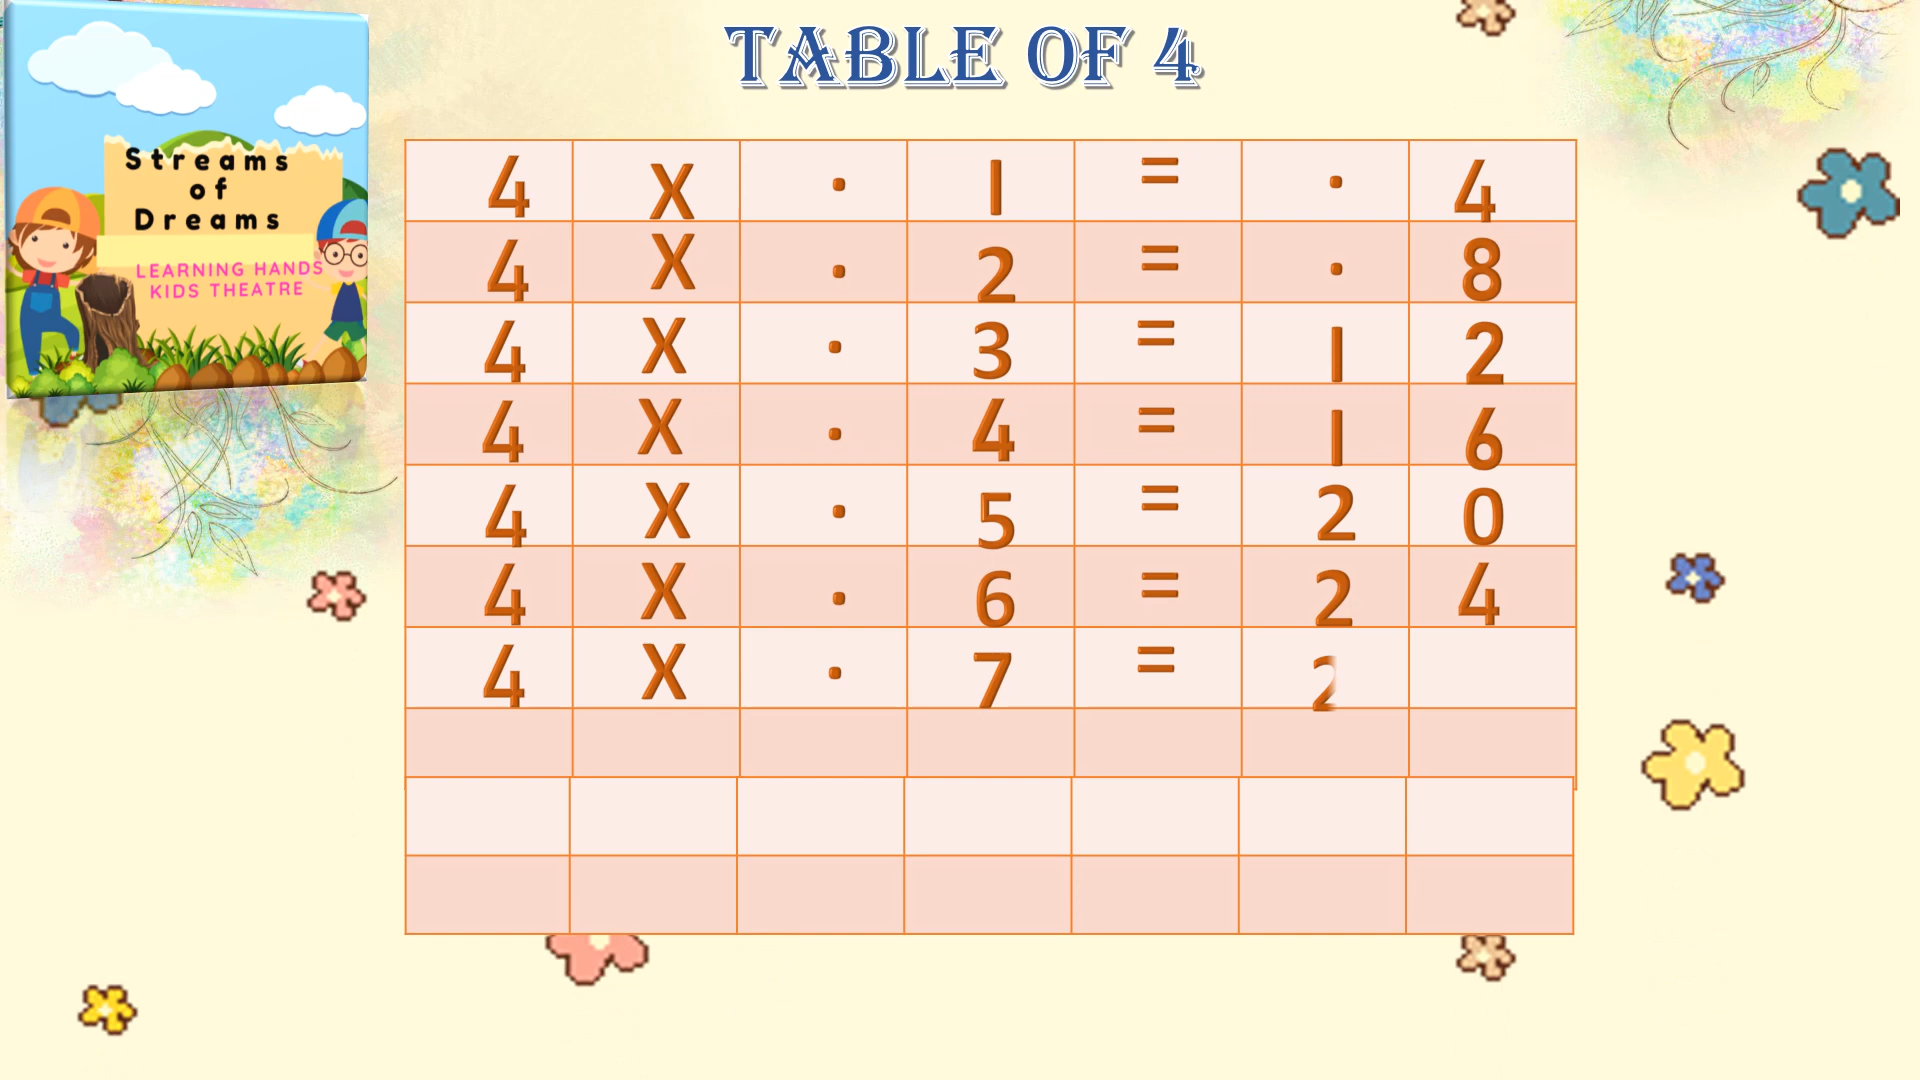 TABLE OF 4
Streams
of
Dreams
LEARNING HANDS
KIDS THEATRE
4 X · 1 = · 4
4 X · 2 = · 8
4 X · 3 = 1 2
4 X · 4 = 1 6
4 X · 5 = 2 0
4 X · 6 = 2 4
4 X · 7 = 2